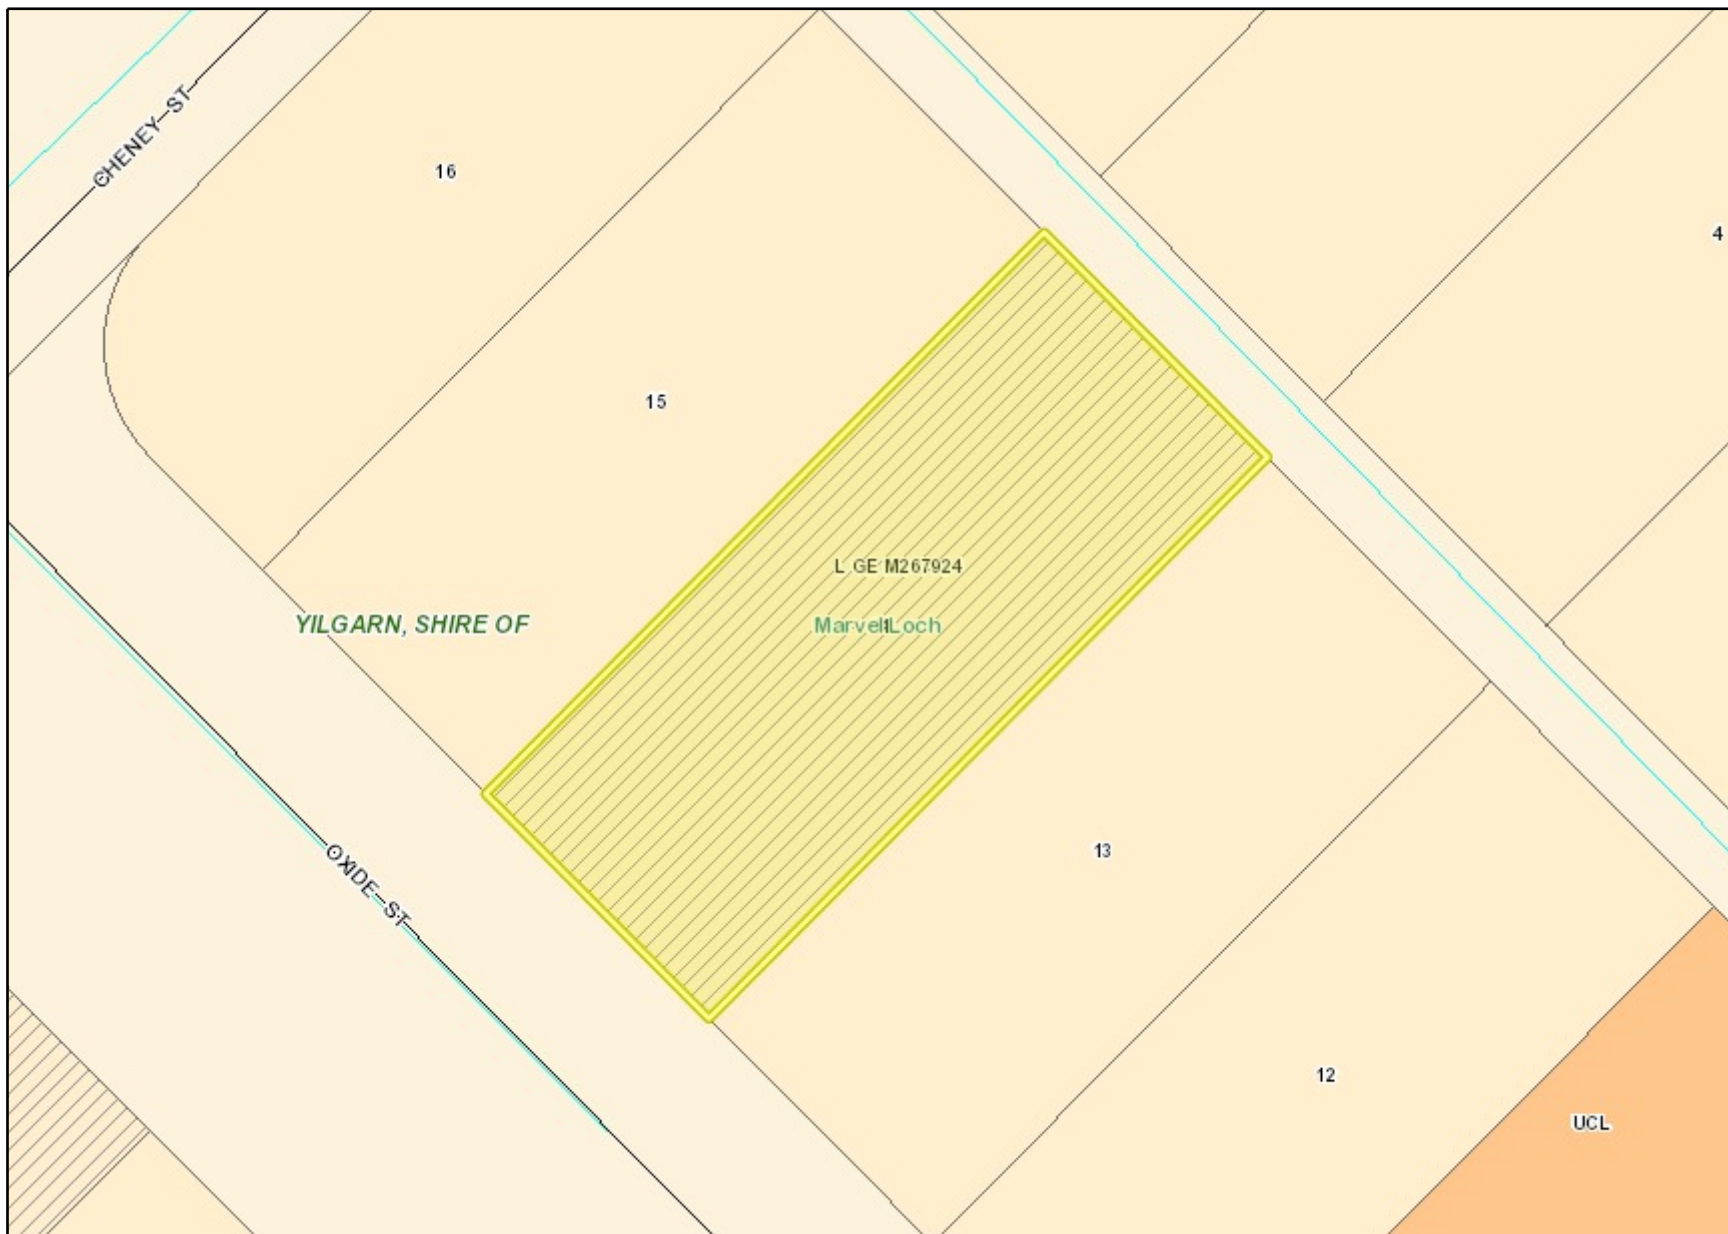 CHENEY ST
16
4
15
L GE M267924
YILGARN, SHIRE OF
Marvel Loch
OXIDE ST
13
12
UCL